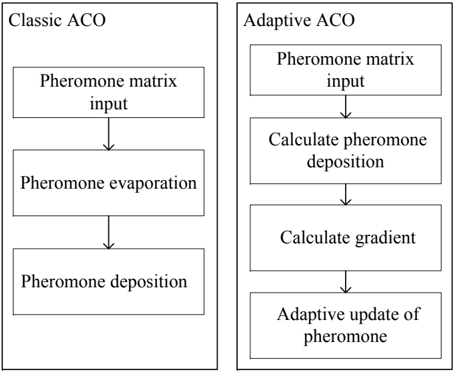 Classic ACO
Pheromone matrix
input
Pheromone evaporation
Pheromone deposition
Adaptive ACO
Pheromone matrix
input
Calculate pheromone
deposition
Calculate gradient
Adaptive update of
pheromone